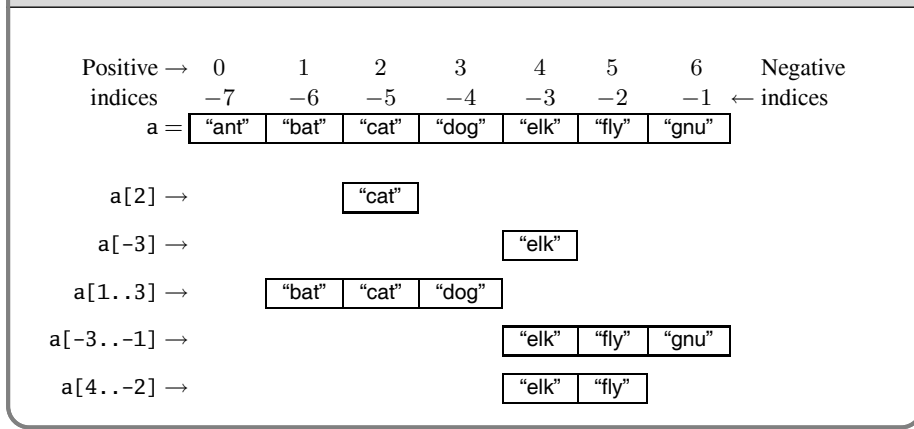 Positive → 0 1 2 3 4 5 6 Negative
indices −7 −6 −5 −4 −3 −2 −1 ← indices
a = “ant” “bat” “cat” “dog” “elk” “fly” “gnu”
a[2] → “cat”
a[-3] → “elk”
a[1..3] → “bat” “cat” “dog”
a[-3..-1] → “elk” “fly” “gnu”
a[4..-2] → “elk” “fly”